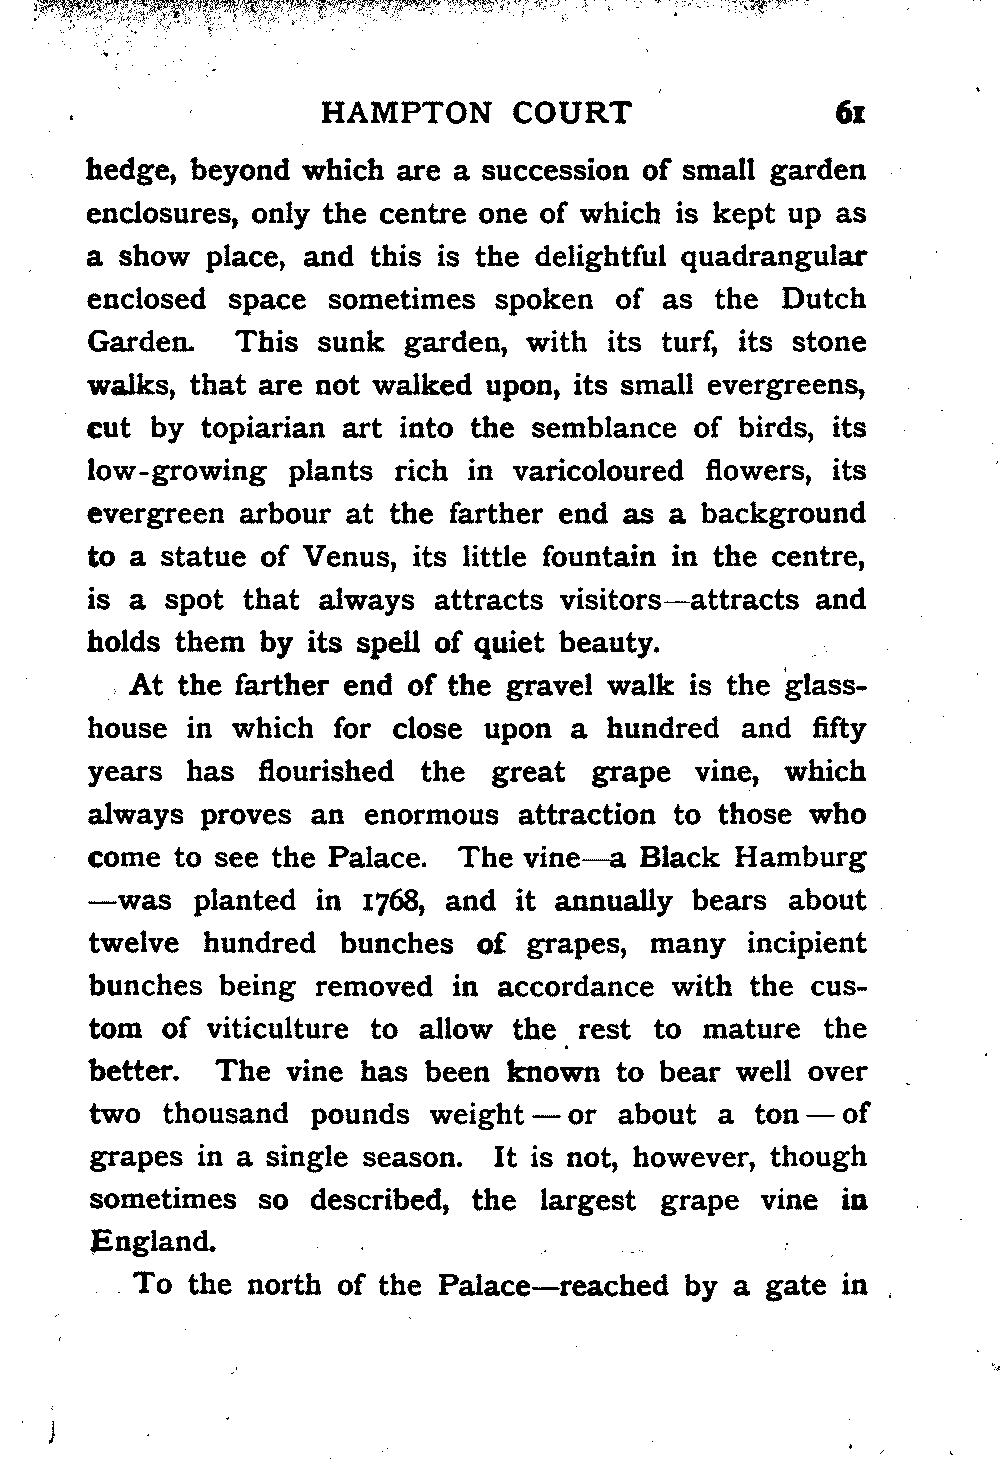 HAMPTON COURT 61
hedge, beyond which are a succession of small garden
enclosures, only the centre one of which is kept up as
a show place, and this is the delightful quadrangular
enclosed space sometimes spoken of as the Dutch
Garden. This sunk garden, with its turf, its stone
walks, that are not walked upon, its small evergreens,
cut by topiarian art into the semblance of birds, its
low-growing plants rich in varicoloured flowers, its
evergreen arbour at the farther end as a background
to a statue of Venus, its little fountain in the centre,
is a spot that always attracts visitors—attracts and
holds them by its spell of quiet beauty.
At the farther end of the gravel walk is the glass-
house in which for close upon a hundred and fifty
years has flourished the great grape vine, which
always proves an enormous attraction to those who
come to see the Palace. The vine—a Black Hamburg
—was planted in 1768, and it annually bears about
twelve hundred bunches of grapes, many incipient
bunches being removed in accordance with the cus-
tom of viticulture to allow the rest to mature the
better. The vine has been known to bear well over
two thousand pounds weight — or about a ton — of
grapes in a single season. It is not, however, though
sometimes so described, the largest grape vine in
England.
To the north of the Palace—reached by a gate in